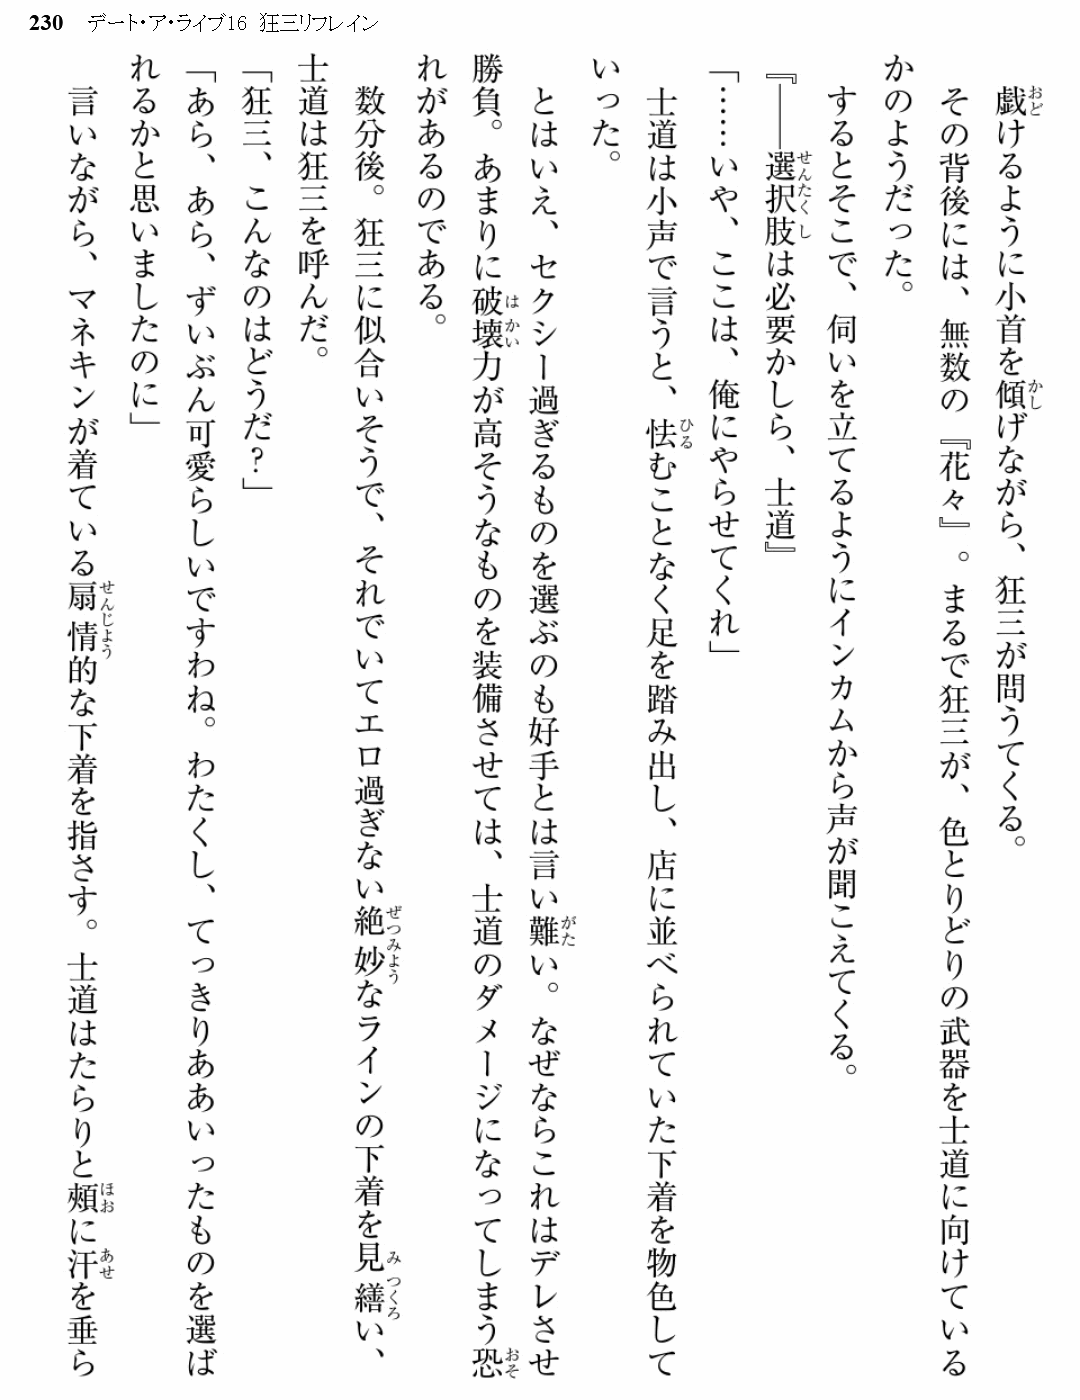 230 デート・ア・ライブ16 狂三リフレイン
戯けるように小首を傾げながら、狂三が問うてくる。
その背後には、無数の『花々』。まるで狂三が、色とりどりの武器を士道に向けている
かのようだった。
するとそこで、伺いを立てるようにインカムから声が聞こえてくる。
『――選択肢は必要かしら、士道』
「……いや、ここは、俺にやらせてくれ」
士道は小声で言うと、怯むことなく足を踏み出し、店に並べられていた下着を物色して
いった。
とはいえ、セクシー過ぎるものを選ぶのも好手とは言い難い。なぜならこれはデレさせ
勝負。あまりに破壊力が高そうなものを装備させては、士道のダメージになってしまう恐
れがあるのである。
数分後。狂三に似合いそうで、それでいてエロ過ぎない絶妙なラインの下着を見繕い、
士道は狂三を呼んだ。
「狂三、こんなのはどうだ？」
「あら、あら、ずいぶん可愛らしいですわね。わたくし、てっきりああいったものを選ば
れるかと思いましたのに」
言いながら、マネキンが着ている扇情的な下着を指さす。士道はたらりと頰に汗を垂ら